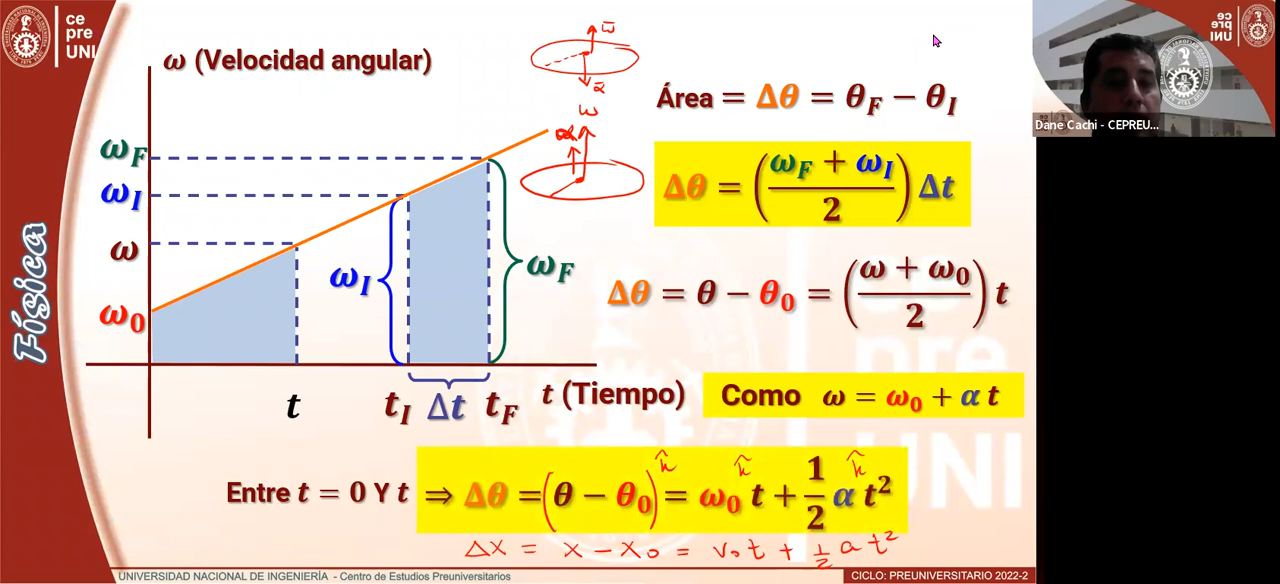 ce
pre
UNI
ω (Velocidad angular)
ω̄
ᾱ
ω
α
ω_F
ω_I
ω
ω_0
ω_I
ω_F
t
t_I Δt t_F
t (Tiempo)
Física
Área = Δθ = θ_F − θ_I
Δθ = ((ω_F + ω_I)/2) Δt
Δθ = θ − θ_0 = ((ω + ω_0)/2) t
Como ω = ω_0 + α t
Entre t = 0 Y t ⇒ Δθ = (θ − θ_0) k̂ = ω_0 k̂ t + 1/2 α k̂ t²
Δx = x − x_0 = v_0 t + 1/2 a t²
UNIVERSIDAD NACIONAL DE INGENIERÍA - Centro de Estudios Preuniversitarios
CICLO: PREUNIVERSITARIO 2022-2
ce
pre
UNI
Dane Cachi - CEPREU...